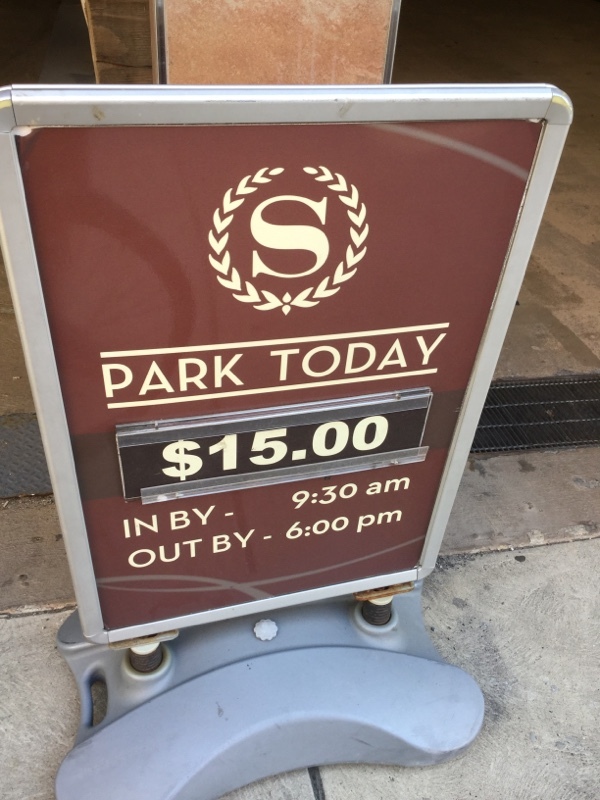 S
PARK TODAY
$15.00
IN BY - 9:30 am
OUT BY - 6:00 pm